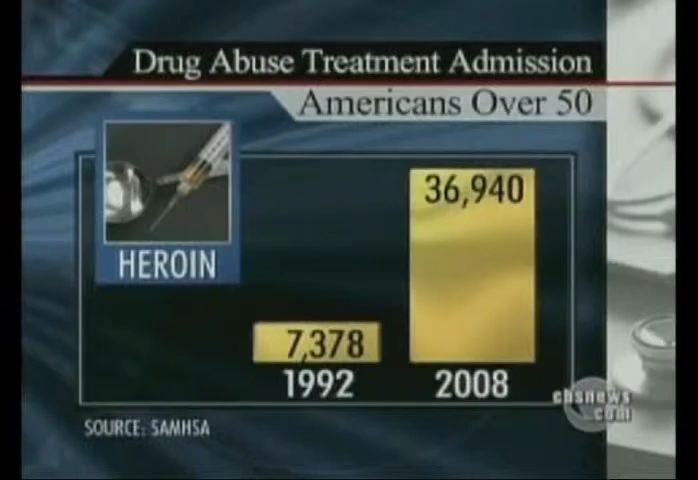 Drug Abuse Treatment Admission
Americans Over 50
HEROIN
36,940
7,378
1992
2008
SOURCE: SAMHSA
cbsnews
.com